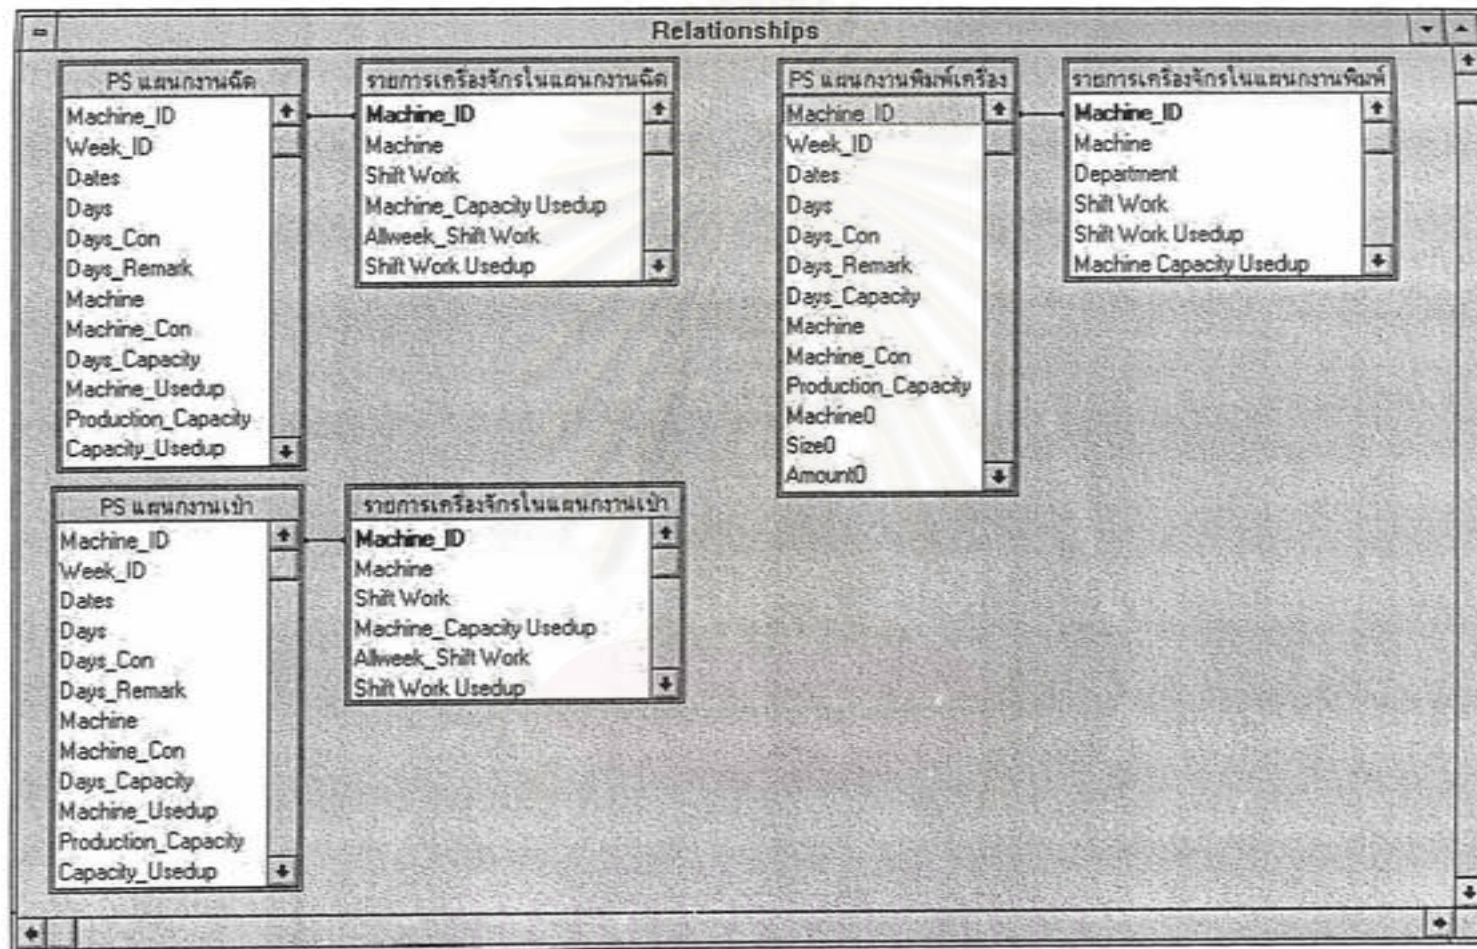 Relationships
PS แผนกงานฉีด
Machine_ID
Week_ID
Dates
Days
Days_Con
Days_Remark
Machine
Machine_Con
Days_Capacity
Machine_Usedup
Production_Capacity
Capacity_Usedup
รายการเครื่องจักรในแผนกงานฉีด
Machine_ID
Machine
Shift Work
Machine_Capacity Usedup
Allweek_Shift Work
Shift Work Usedup
PS แผนกงานพิมพ์เครื่อง
Machine_ID
Week_ID
Dates
Days
Days_Con
Days_Remark
Days_Capacity
Machine
Machine_Con
Production_Capacity
Machine0
Size0
Amount0
รายการเครื่องจักรในแผนกงานพิมพ์
Machine_ID
Machine
Department
Shift Work
Shift Work Usedup
Machine Capacity Usedup
PS แผนกงานเป่า
Machine_ID
Week_ID
Dates
Days
Days_Con
Days_Remark
Machine
Machine_Con
Days_Capacity
Machine_Usedup
Production_Capacity
Capacity_Usedup
รายการเครื่องจักรในแผนกงานเป่า
Machine_ID
Machine
Shift Work
Machine_Capacity Usedup
Allweek_Shift Work
Shift Work Usedup